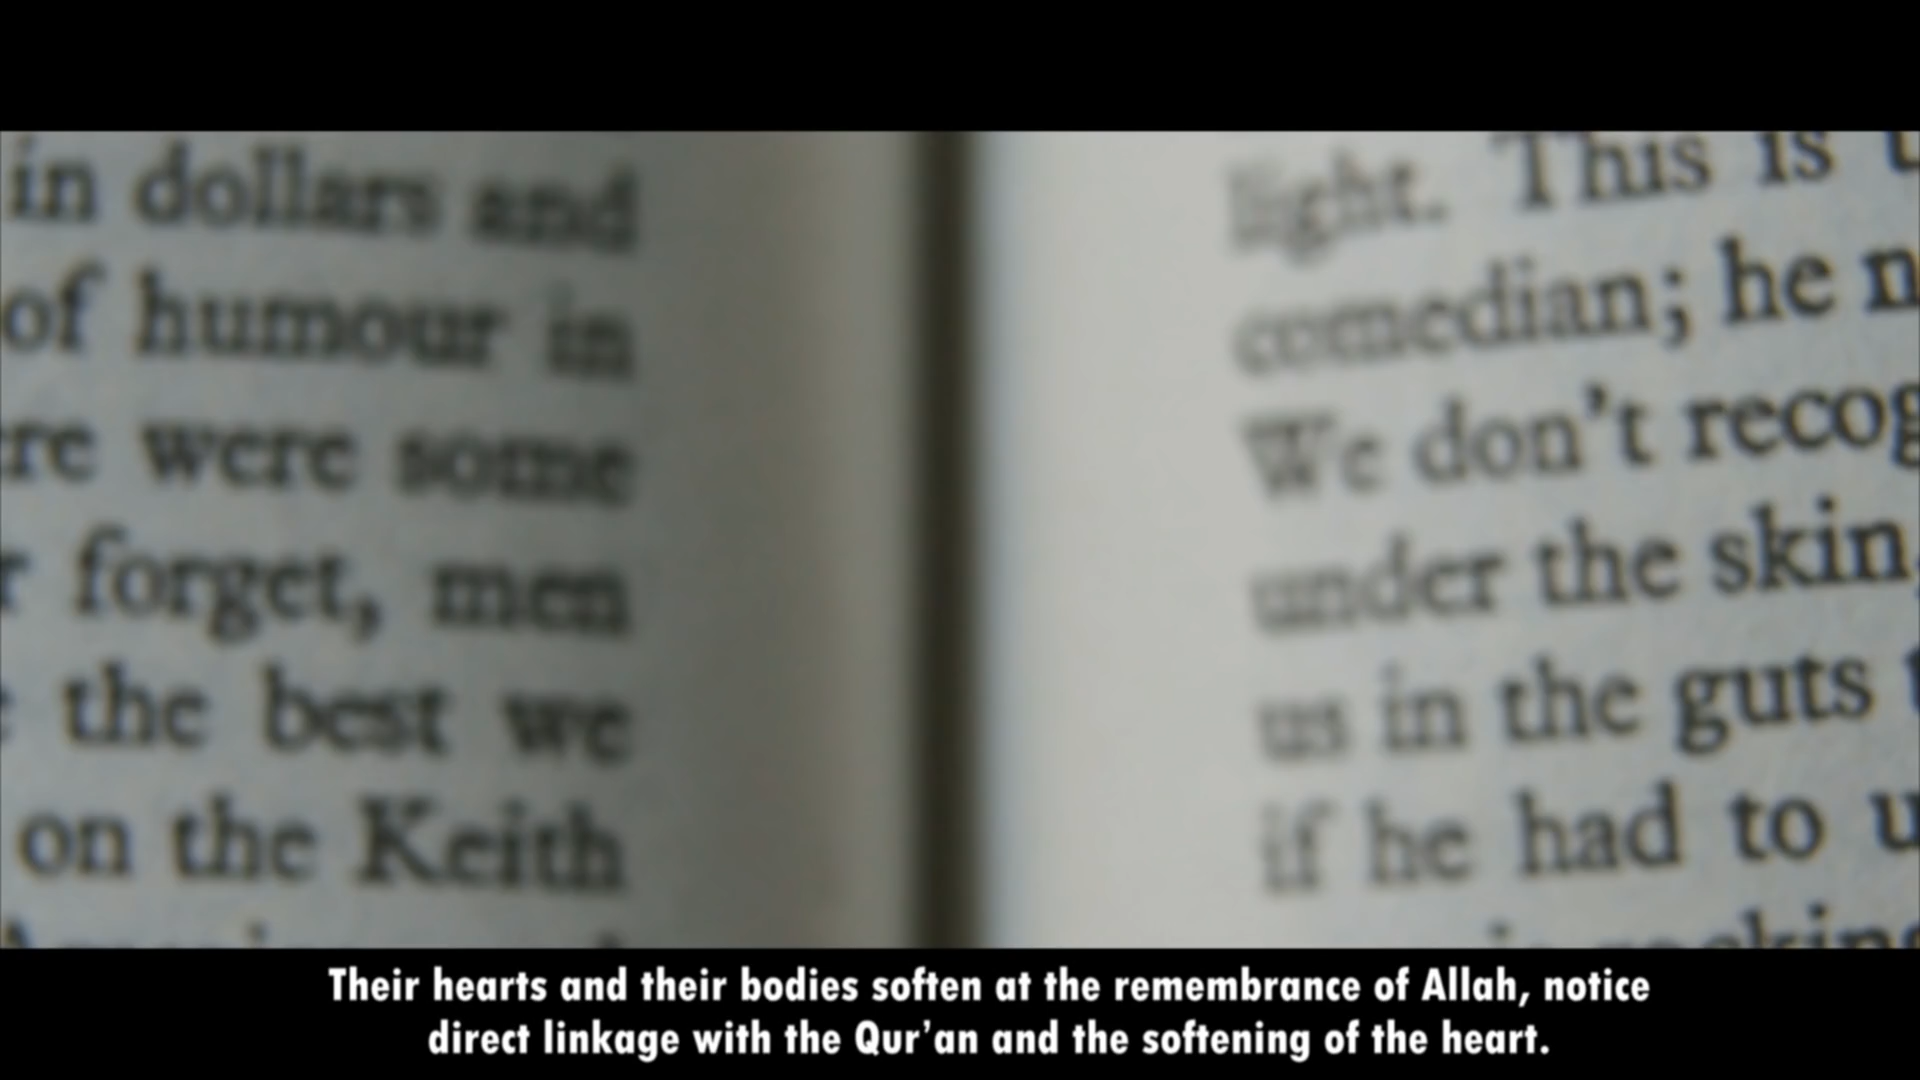 in dollars and
of humour in
re were some
r forget, men
the best we
on the Keith
light. This is
comedian; he n
We don't recog
under the skin,
us in the guts
if he had to u
Their hearts and their bodies soften at the remembrance of Allah, notice
direct linkage with the Qur'an and the softening of the heart.